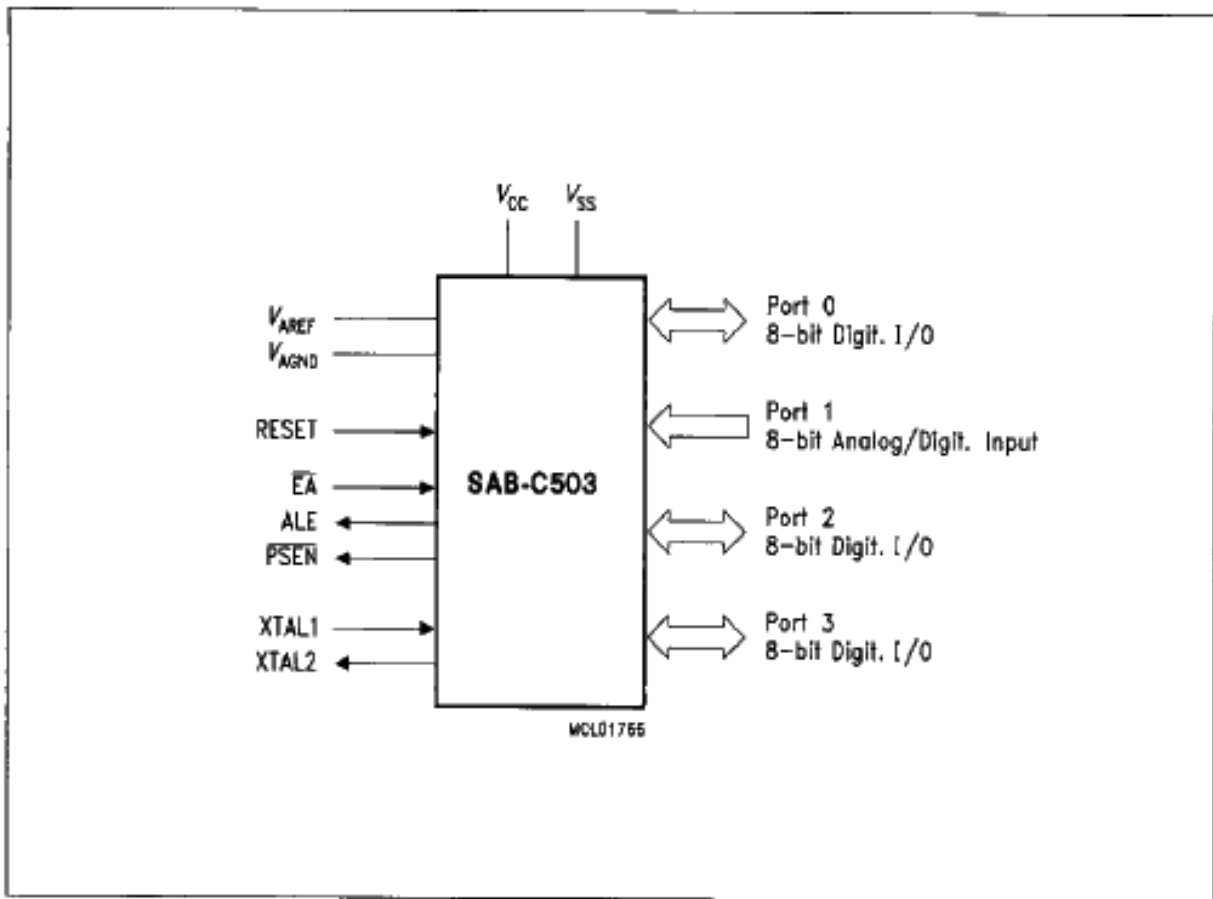 VCC VSS
VAREF
VAGND
RESET
EA
ALE
PSEN
XTAL1
XTAL2
SAB-C503
Port 0
8-bit Digit. I/O
Port 1
8-bit Analog/Digit. Input
Port 2
8-bit Digit. I/O
Port 3
8-bit Digit. I/O
MCL01766